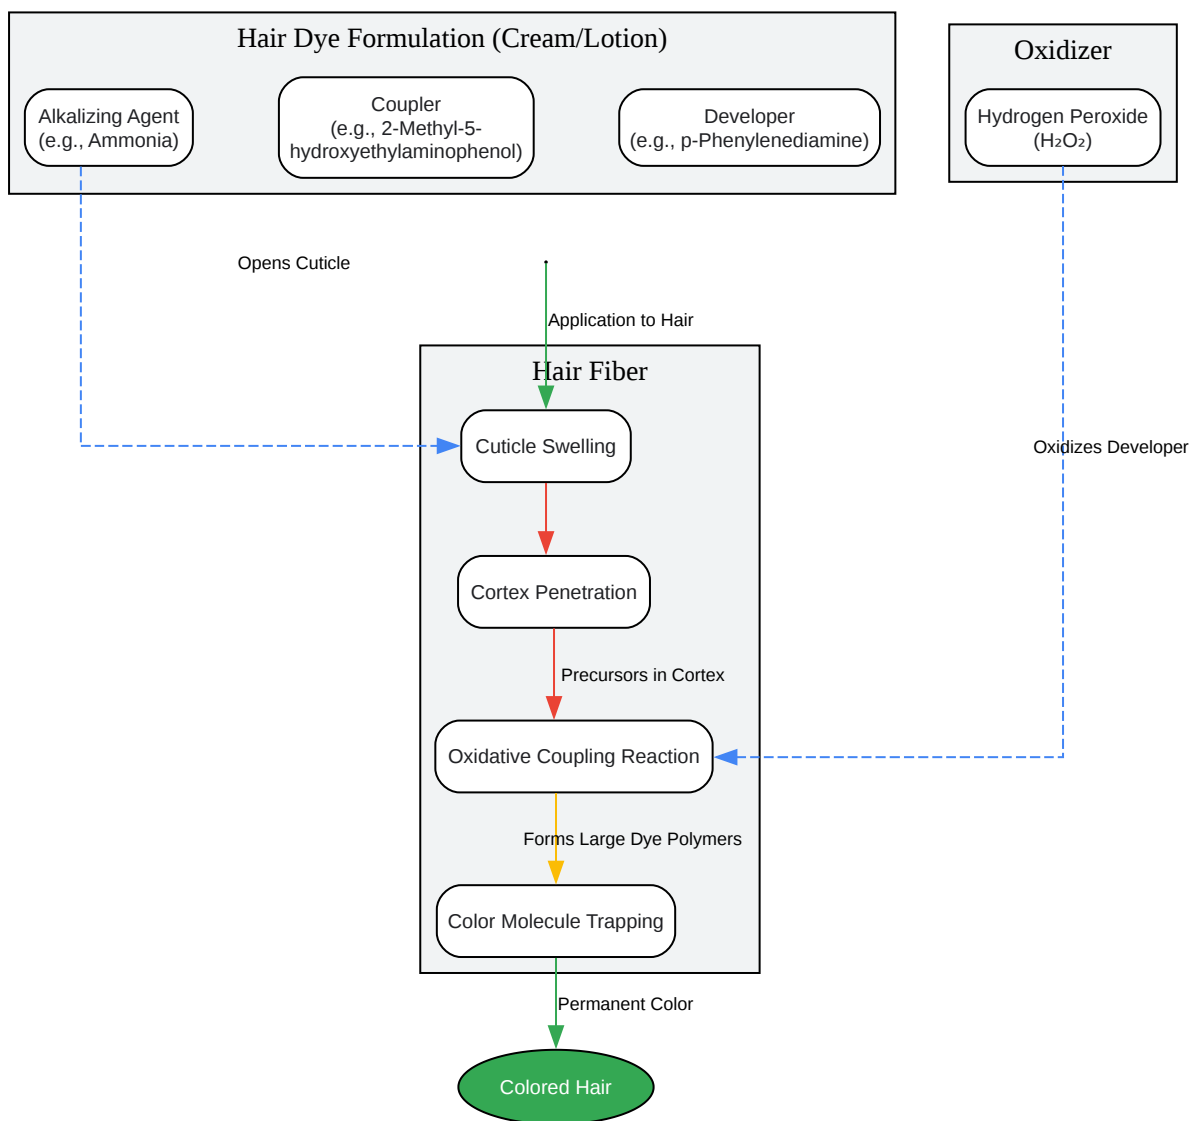 Hair Dye Formulation (Cream/Lotion)
Alkalizing Agent
(e.g., Ammonia)
Coupler
(e.g., 2-Methyl-5-
hydroxyethylaminophenol)
Developer
(e.g., p-Phenylenediamine)
Oxidizer
Hydrogen Peroxide
(H₂O₂)
Opens Cuticle
Application to Hair
Hair Fiber
Cuticle Swelling
Oxidizes Developer
Cortex Penetration
Precursors in Cortex
Oxidative Coupling Reaction
Forms Large Dye Polymers
Color Molecule Trapping
Permanent Color
Colored Hair